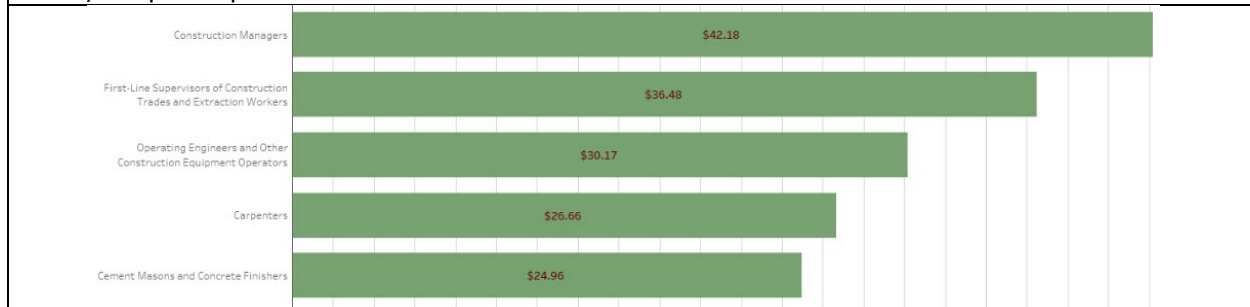 Construction Managers
$42.18
First-Line Supervisors of Construction
Trades and Extraction Workers
$36.48
Operating Engineers and Other
Construction Equipment Operators
$30.17
Carpenters
$26.66
Cement Masons and Concrete Finishers
$24.96